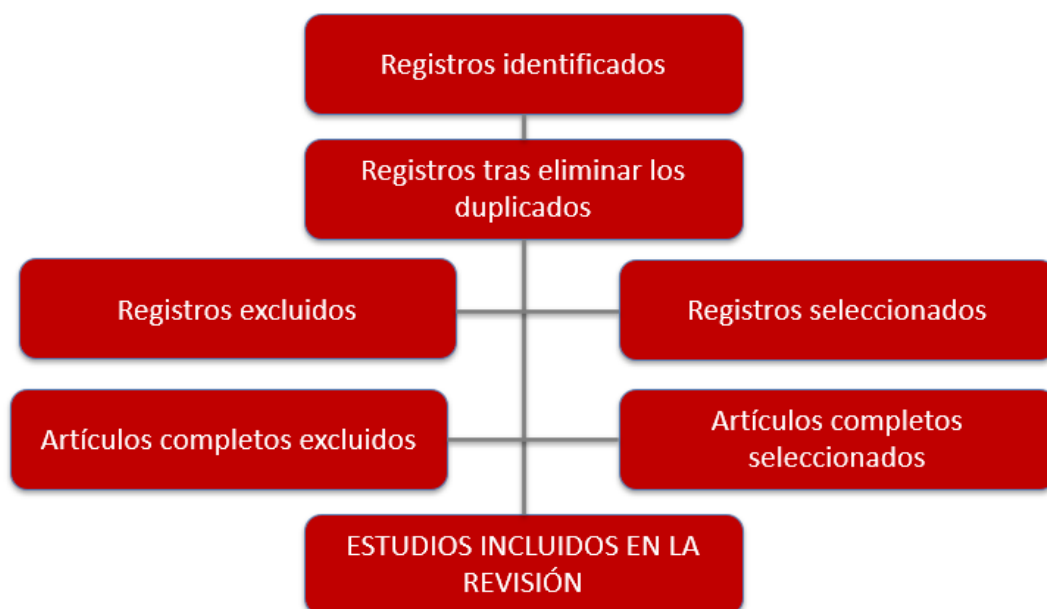 Registros identificados
Registros tras eliminar los
duplicados
Registros excluidos
Registros seleccionados
Artículos completos excluidos
Artículos completos
seleccionados
ESTUDIOS INCLUIDOS EN LA
REVISIÓN